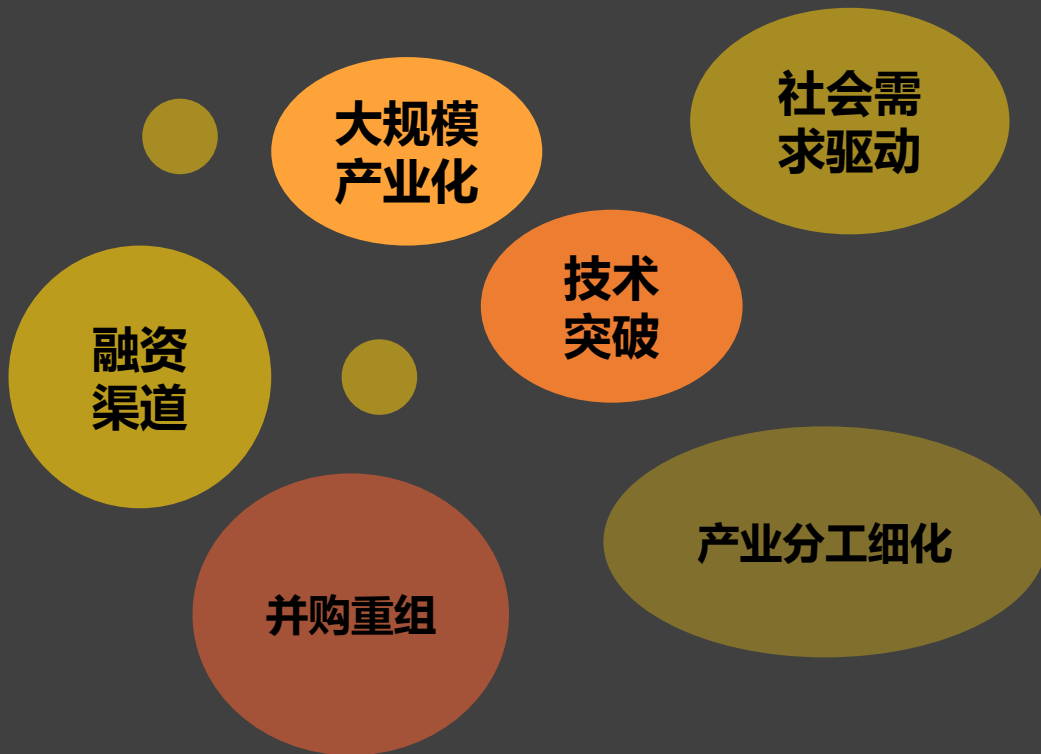 大规模
产业化
社会需
求驱动
技术
突破
融资
渠道
产业分工细化
并购重组